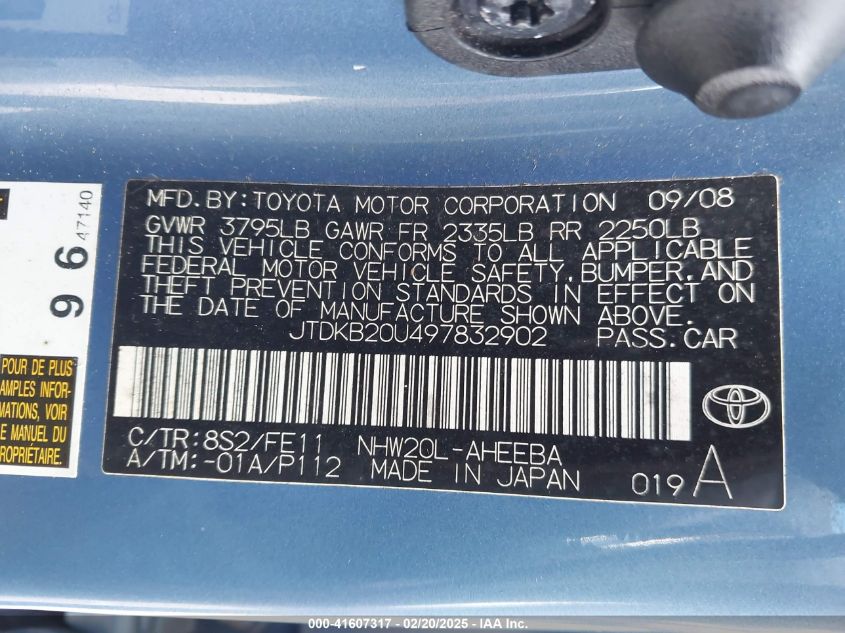 MFD. BY: TOYOTA MOTOR CORPORATION 09/08
GVWR 3795LB GAWR FR 2335LB RR 2250LB
THIS VEHICLE CONFORMS TO ALL APPLICABLE
FEDERAL MOTOR VEHICLE SAFETY, BUMPER, AND
THEFT PREVENTION STANDARDS IN EFFECT ON
THE DATE OF MANUFACTURE SHOWN ABOVE.
JTDKB20U497832902 PASS. CAR
C/TR: 8S2/FE11 NHW20L-AHEEBA
A/TM: -01A/P112 MADE IN JAPAN 019 A
96 47140
POUR DE PLUS
AMPLES INFOR-
MATIONS, VOIR
LE MANUEL DU
PROPRIÉTAIRE.
000-41607317 - 02/20/2025 - IAA Inc.